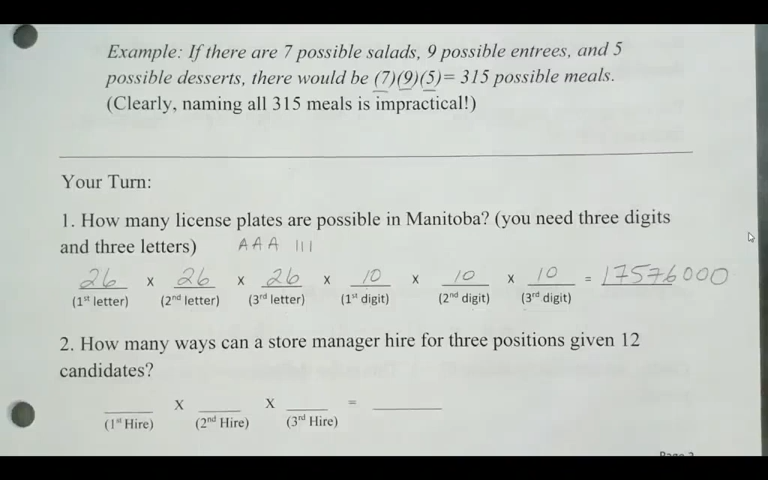 Example: If there are 7 possible salads, 9 possible entrees, and 5
possible desserts, there would be (7)(9)(5)= 315 possible meals.
(Clearly, naming all 315 meals is impractical!)
Your Turn:
1. How many license plates are possible in Manitoba? (you need three digits
and three letters) AAA 111
26 x 26 x 26 x 10 x 10 x 10 = 17576000
(1st letter) (2nd letter) (3rd letter) (1st digit) (2nd digit) (3rd digit)
2. How many ways can a store manager hire for three positions given 12
candidates?
____ X ____ X ____ = ____
(1st Hire) (2nd Hire) (3rd Hire)